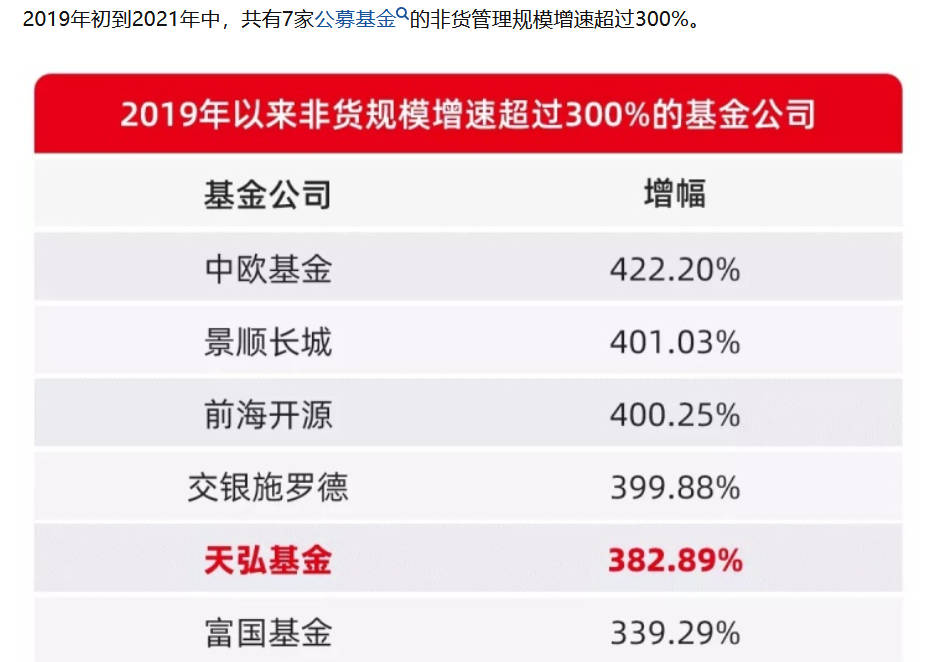 2019年初到2021年中，共有7家公募基金的非货管理规模增速超过300%。
2019年以来非货规模增速超过300%的基金公司
基金公司 增幅
中欧基金 422.20%
景顺长城 401.03%
前海开源 400.25%
交银施罗德 399.88%
天弘基金 382.89%
富国基金 339.29%